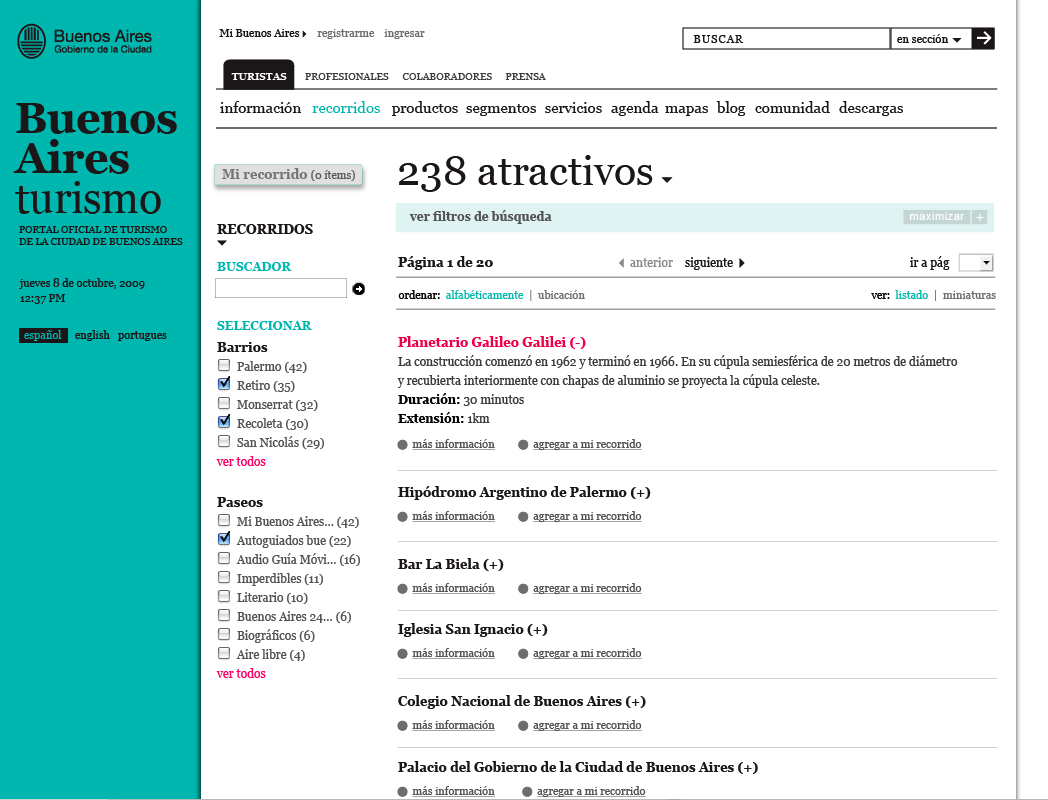 Buenos Aires
Gobierno de la Ciudad
Buenos
Aires
turismo
PORTAL OFICIAL DE TURISMO
DE LA CIUDAD DE BUENOS AIRES
jueves 8 de octubre, 2009
12:37 PM
español english portugues
Mi Buenos Aires registrarme ingresar
BUSCAR en sección
TURISTAS PROFESIONALES COLABORADORES PRENSA
información recorridos productos segmentos servicios agenda mapas blog comunidad descargas
Mi recorrido (0 ítems)
RECORRIDOS
BUSCADOR
SELECCIONAR
Barrios
Palermo (42)
Retiro (35)
Monserrat (32)
Recoleta (30)
San Nicolás (29)
ver todos
Paseos
Mi Buenos Aires... (42)
Autoguiados bue (22)
Audio Guía Móvi... (16)
Imperdibles (11)
Literario (10)
Buenos Aires 24... (6)
Biográficos (6)
Aire libre (4)
ver todos
238 atractivos
ver filtros de búsqueda maximizar +
Página 1 de 20 anterior siguiente ir a pág
ordenar: alfabéticamente | ubicación ver: listado | miniaturas
Planetario Galileo Galilei (-)
La construcción comenzó en 1962 y terminó en 1966. En su cúpula semiesférica de 20 metros de diámetro
y recubierta interiormente con chapas de aluminio se proyecta la cúpula celeste.
Duración: 30 minutos
Extensión: 1km
más información agregar a mi recorrido
Hipódromo Argentino de Palermo (+)
más información agregar a mi recorrido
Bar La Biela (+)
más información agregar a mi recorrido
Iglesia San Ignacio (+)
más información agregar a mi recorrido
Colegio Nacional de Buenos Aires (+)
más información agregar a mi recorrido
Palacio del Gobierno de la Ciudad de Buenos Aires (+)
más información agregar a mi recorrido